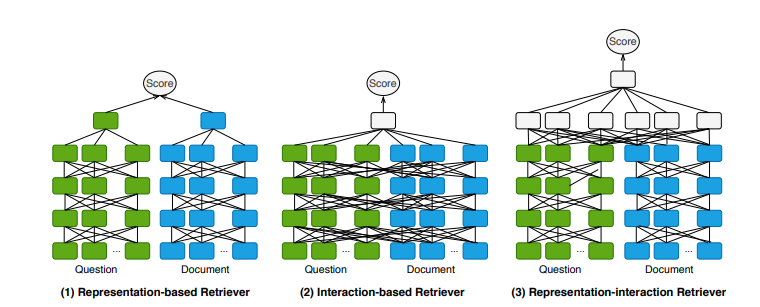 Score
Score
Score
... ...
... ...
... ...
Question Document
Question Document
Question Document
(1) Representation-based Retriever
(2) Interaction-based Retriever
(3) Representation-interaction Retriever